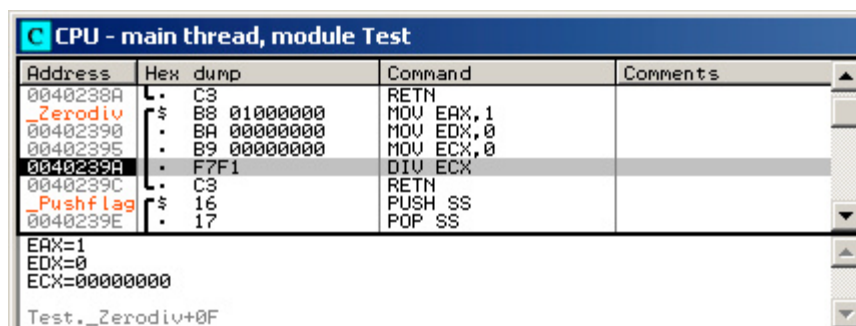 C CPU - main thread, module Test
Address Hex dump Command Comments
0040238A C3 RETN
_Zerodiv $ B8 01000000 MOV EAX,1
00402390 . BA 00000000 MOV EDX,0
00402395 . B9 00000000 MOV ECX,0
0040239A . F7F1 DIV ECX
0040239C . C3 RETN
_Pushflag $ 16 PUSH SS
0040239E . 17 POP SS
EAX=1
EDX=0
ECX=00000000
Test._Zerodiv+0F